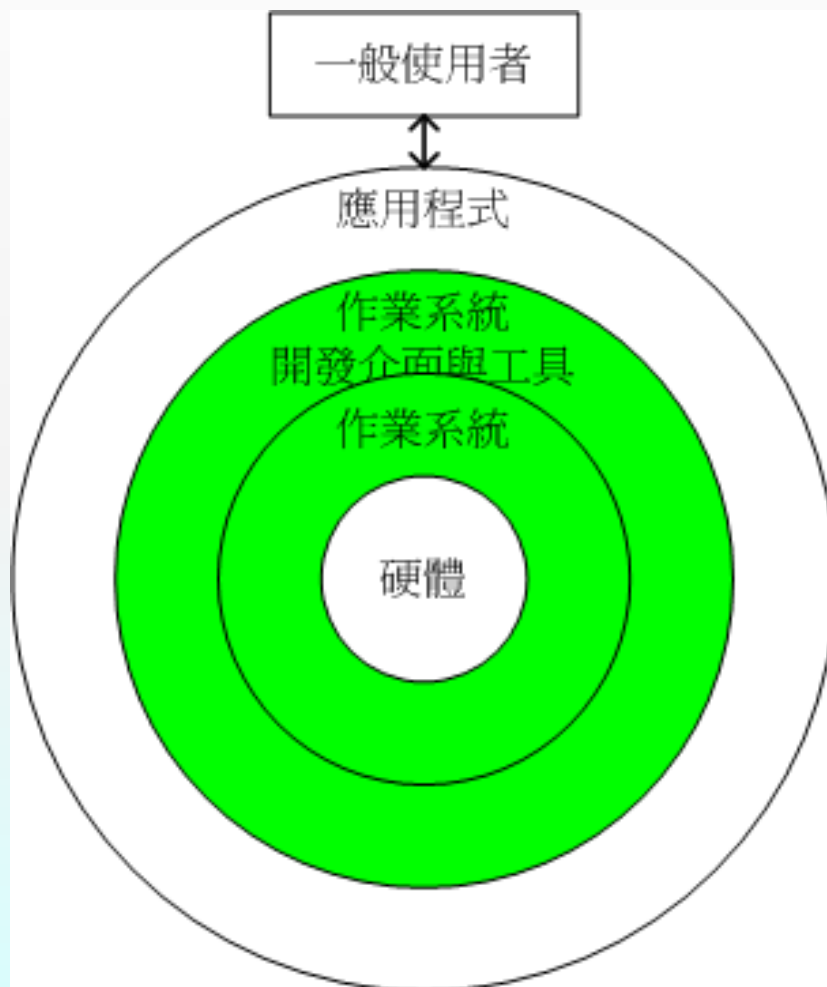 一般使用者
應用程式
作業系統
開發介面與工具
作業系統
硬體